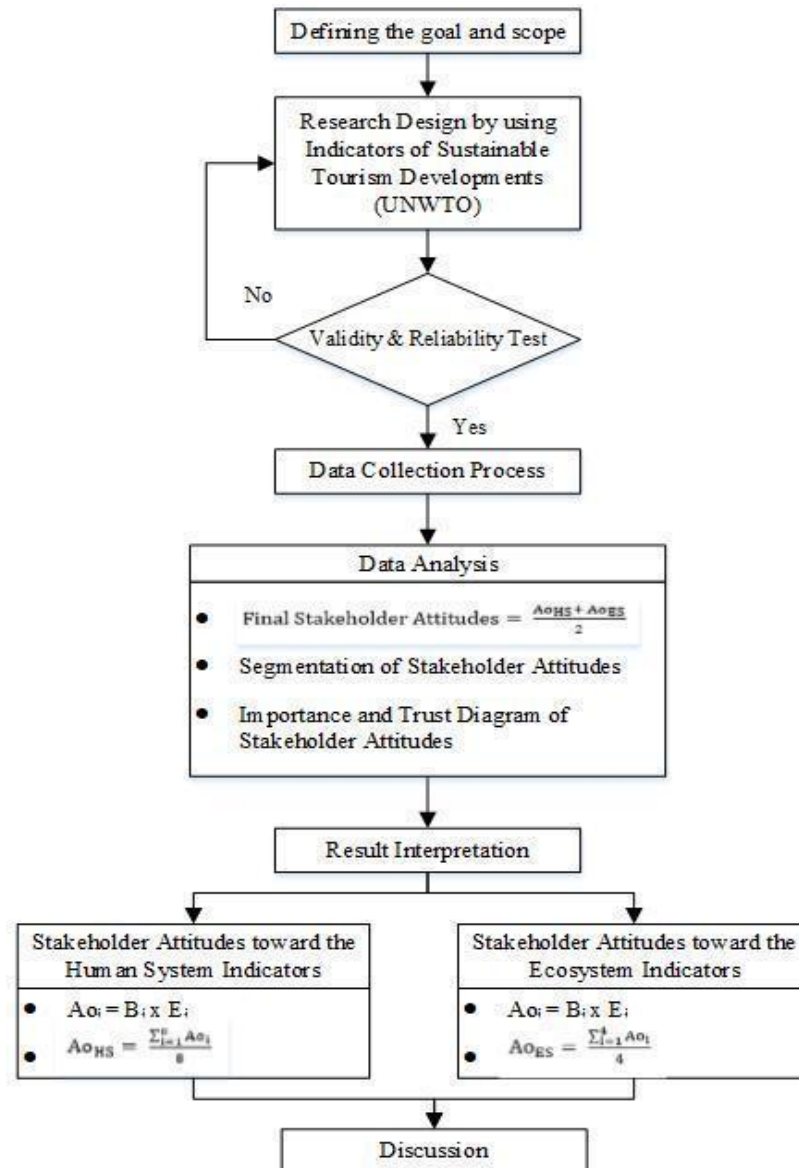 Defining the goal and scope
Research Design by using
Indicators of Sustainable
Tourism Developments
(UNWTO)
No
Validity & Reliability Test
Yes
Data Collection Process
Data Analysis
● Final Stakeholder Attitudes = (Ao_HS + Ao_ES)/2
● Segmentation of Stakeholder Attitudes
● Importance and Trust Diagram of
Stakeholder Attitudes
Result Interpretation
Stakeholder Attitudes toward the
Human System Indicators
● Aoᵢ = Bᵢ x Eᵢ
● Ao_HS = Σ i=1 Aoᵢ / 8
Stakeholder Attitudes toward the
Ecosystem Indicators
● Aoᵢ = Bᵢ x Eᵢ
● Ao_ES = Σ⁴ i=1 Aoᵢ / 4
Discussion